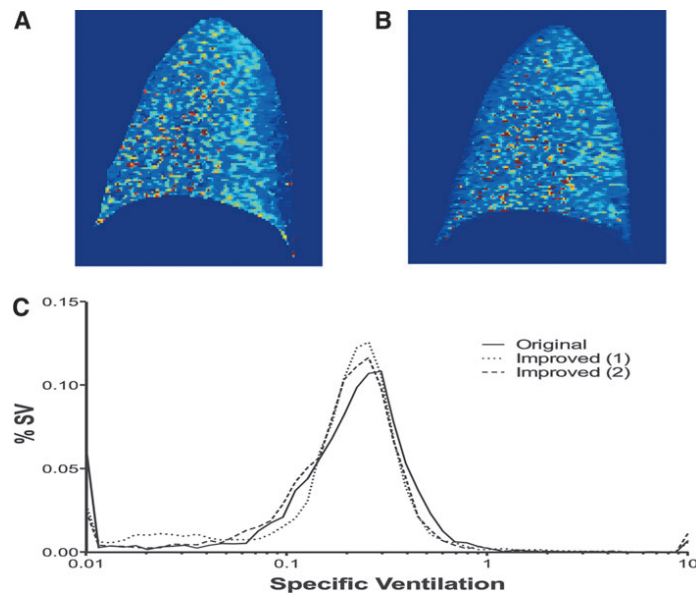 A
B
C
0.15
0.10
0.05
0.00
% SV
Original
Improved (1)
Improved (2)
0.01
0.1
1
10
Specific Ventilation